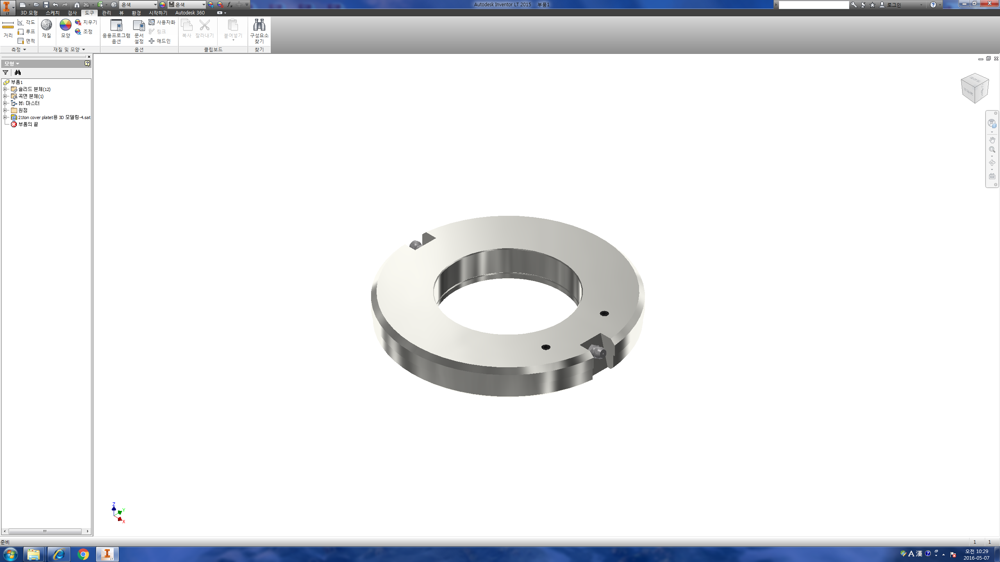 은색
은색
fx
Autodesk Inventor LT 2015 부품1
로그인
LT
3D 모형 스케치 검사 도구 관리 뷰 환경 시작하기 Autodesk 360
거리
각도
루프
면적
재질
모양
지우기
조정
응용프로그램
옵션
문서
설정
사용자화
링크
애드인
복사
잘라내기
붙여넣기
구성요소
찾기
측정
재질 및 모양
옵션
클립보드
찾기
모형
부품1
솔리드 본체(12)
곡면 본체(1)
뷰: 마스터
원점
21ton cover platet용 3D 모델링-4.sat
부품의 끝
Z
Y
X
준비
1 1
LT
A 漢
오전 10:29
2016-05-07